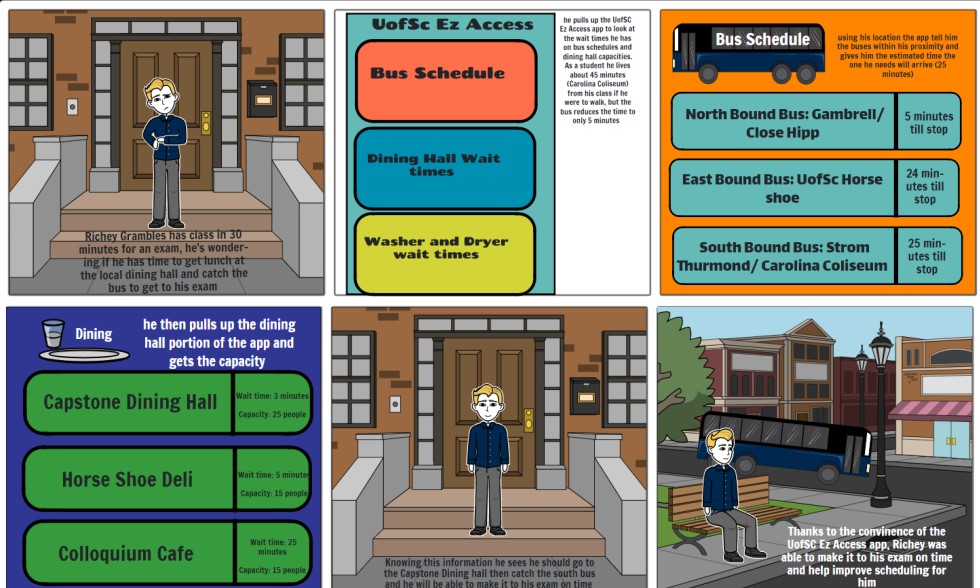 Richey Grambles has class in 30
minutes for an exam, he's wonder-
ing if he has time to get lunch at
the local dining hall and catch the
bus to get to his exam
UofSc Ez Access
Bus Schedule
Dining Hall Wait
times
Washer and Dryer
wait times
he pulls up the UofSC
Ez Access app to look at
the wait times he has
on bus schedules and
dining hall capacities.
As a student he lives
about 45 minutes
(Carolina Coliseum)
from his class if he
were to walk, but the
bus reduces the time to
only 5 minutes
Bus Schedule
using his location the app tell him
the buses within his proximity and
gives him the estimated time the
one he needs will arrive (25
minutes)
North Bound Bus: Gambrell/
Close Hipp
5 minutes
till stop
East Bound Bus: UofSc Horse
shoe
24 min-
utes till
stop
South Bound Bus: Strom
Thurmond/ Carolina Coliseum
25 min-
utes till
stop
Dining
he then pulls up the dining
hall portion of the app and
gets the capacity
Capstone Dining Hall
Wait time: 3 minutes
Capacity: 25 people
Horse Shoe Deli
Wait time: 5 minutes
Capacity: 15 people
Colloquium Cafe
Wait time: 25
minutes
Capacity: 15 people
Knowing this information he sees he should go to
the Capstone Dining hall then catch the south bus
and he will be able to make it to his exam on time
Thanks to the convinence of the
UofSC Ez Access app, Richey was
able to make it to his exam on time
and help improve scheduling for
him